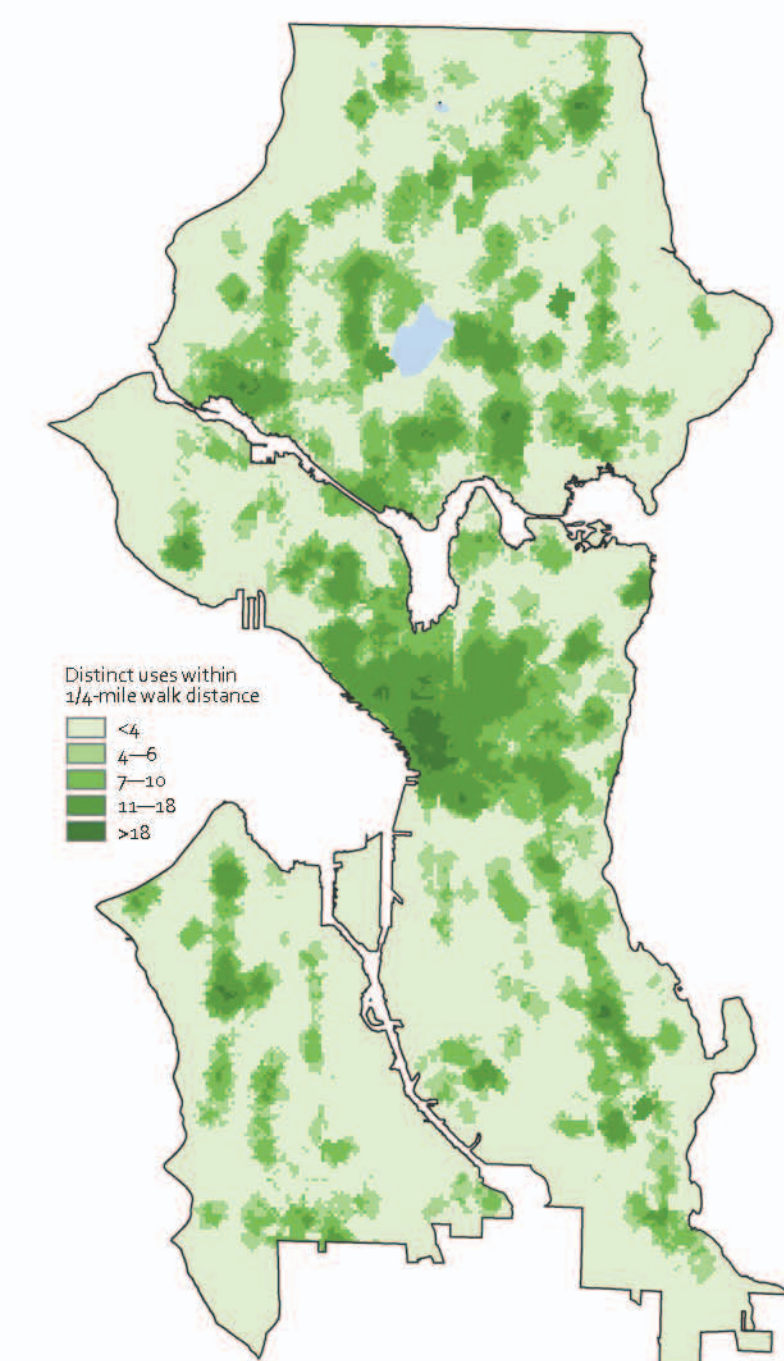 Distinct uses within
1/4-mile walk distance
<4
4—6
7—10
11—18
>18